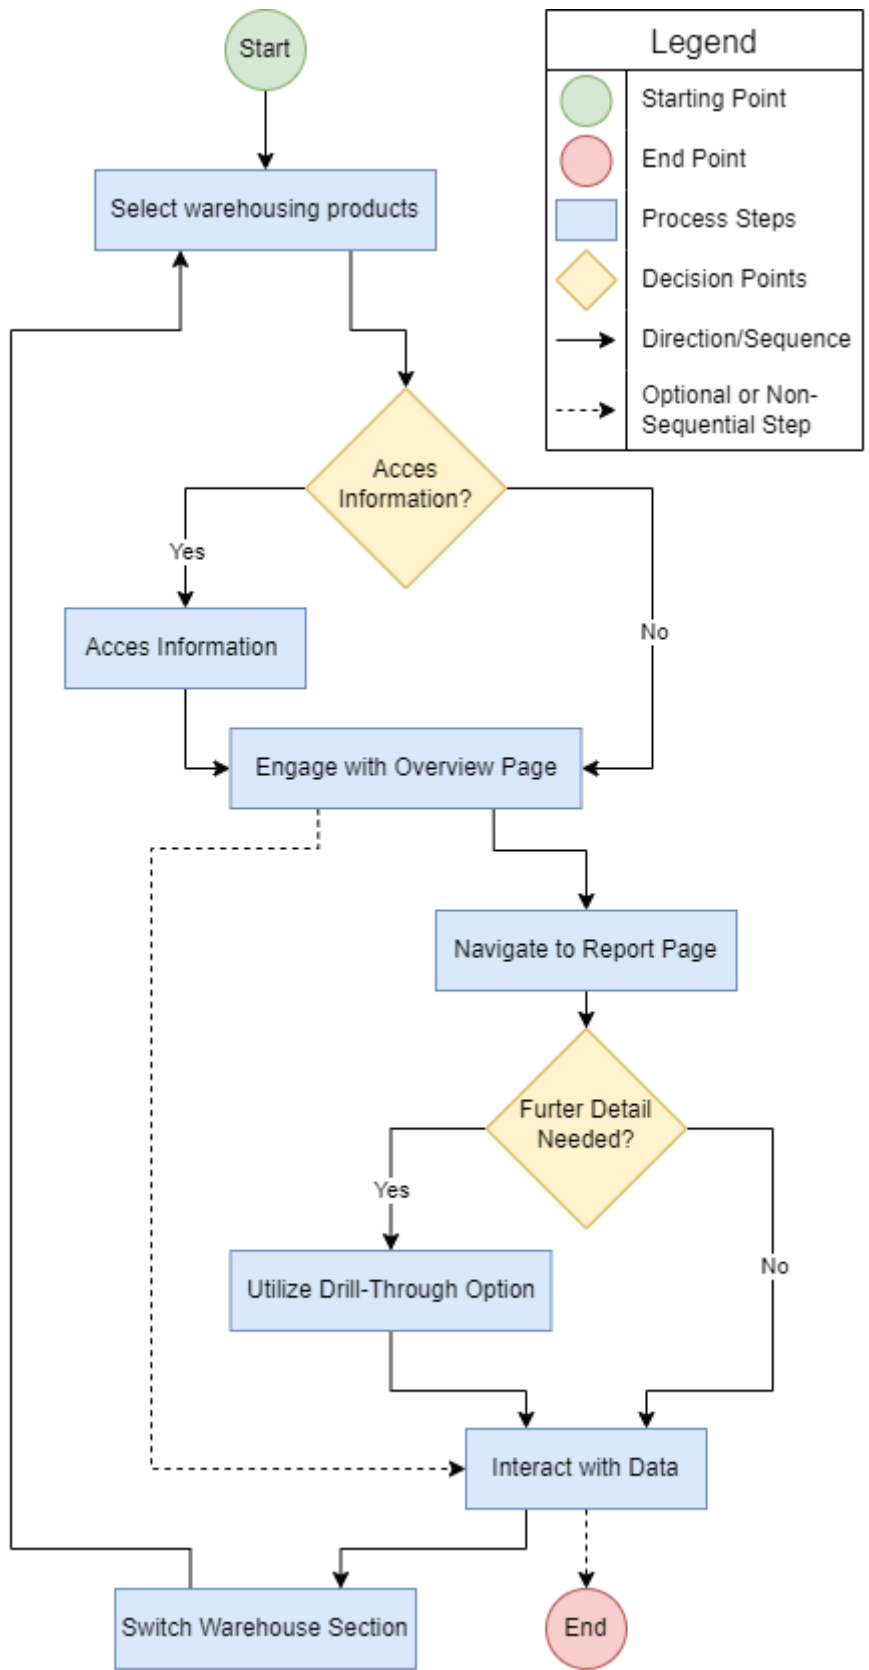 Start
Legend
Starting Point
End Point
Process Steps
Decision Points
Direction/Sequence
Optional or Non-
Sequential Step
Select warehousing products
Acces
Information?
Yes
No
Acces Information
Engage with Overview Page
Navigate to Report Page
Furter Detail
Needed?
Yes
No
Utilize Drill-Through Option
Interact with Data
Switch Warehouse Section
End